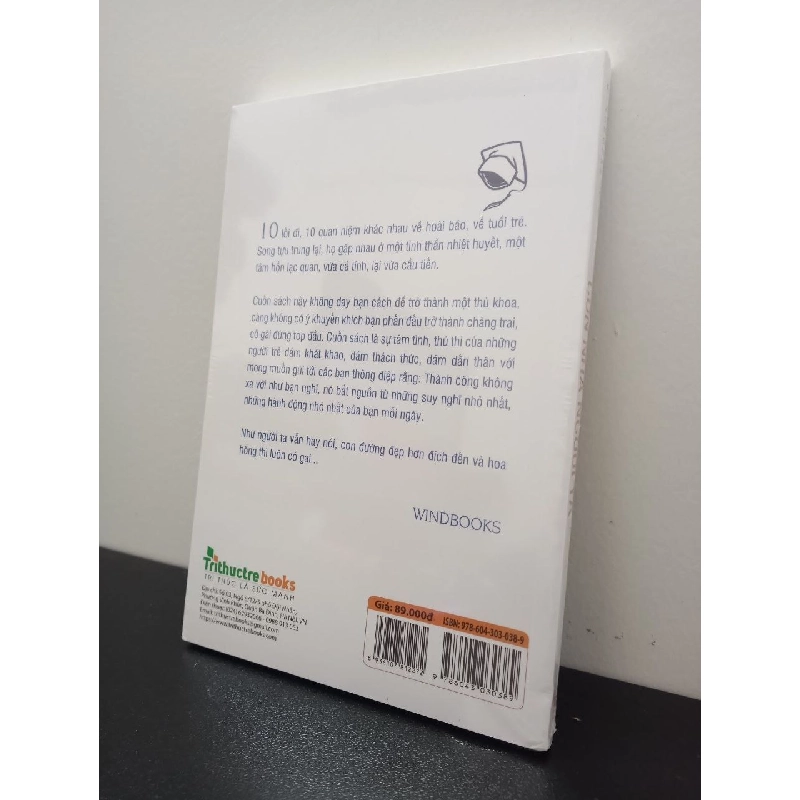 10 lối đi, 10 quan niệm khác nhau về hoài bão, về tuổi trẻ.
Song tựu trung lại, họ gặp nhau ở một tinh thần nhiệt huyết, một
tâm hồn lạc quan, vừa cá tính, lại vừa cầu tiến.
Cuốn sách này không dạy bạn cách để trở thành một thủ khoa,
càng không có ý khuyến khích bạn phấn đấu trở thành chàng trai,
cô gái đứng top đầu. Cuốn sách là sự tâm tình, thủ thỉ của những
người trẻ dám khát khao, dám thách thức, dám dấn thân với
mong muốn gửi tới các bạn thông điệp rằng: Thành công không
xa vời như bạn nghĩ, nó bắt nguồn từ những suy nghĩ nhỏ nhất,
những hành động nhỏ nhất của bạn mỗi ngày.
Như người ta vẫn hay nói, con đường đẹp hơn đích đến và hoa
hồng thì luôn có gai...
WINDBOOKS
Trithuctre books
TRI THỨC LÀ SỨC MẠNH
Giá: 89.000đ
ISBN: 978-604-303-038-9